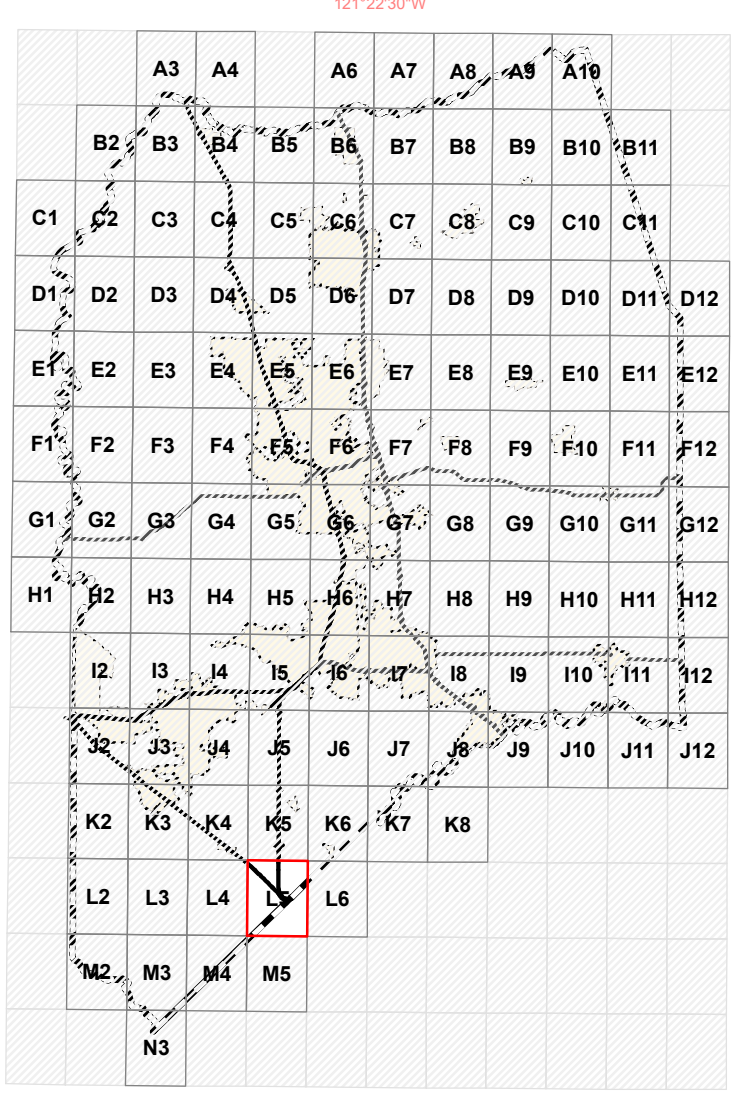 121°22'30"W
A3 A4 A6 A7 A8 A9 A10
B2 B3 B4 B5 B6 B7 B8 B9 B10 B11
C1 C2 C3 C4 C5 C6 C7 C8 C9 C10 C11
D1 D2 D3 D4 D5 D6 D7 D8 D9 D10 D11 D12
E1 E2 E3 E4 E5 E6 E7 E8 E9 E10 E11 E12
F1 F2 F3 F4 F5 F6 F7 F8 F9 F10 F11 F12
G1 G2 G3 G4 G5 G6 G7 G8 G9 G10 G11 G12
H1 H2 H3 H4 H5 H6 H7 H8 H9 H10 H11 H12
I2 I3 I4 I5 I6 I7 I8 I9 I10 I11 I12
J2 J3 J4 J5 J6 J7 J8 J9 J10 J11 J12
K2 K3 K4 K5 K6 K7 K8
L2 L3 L4 L5 L6
M2 M3 M4 M5
N3